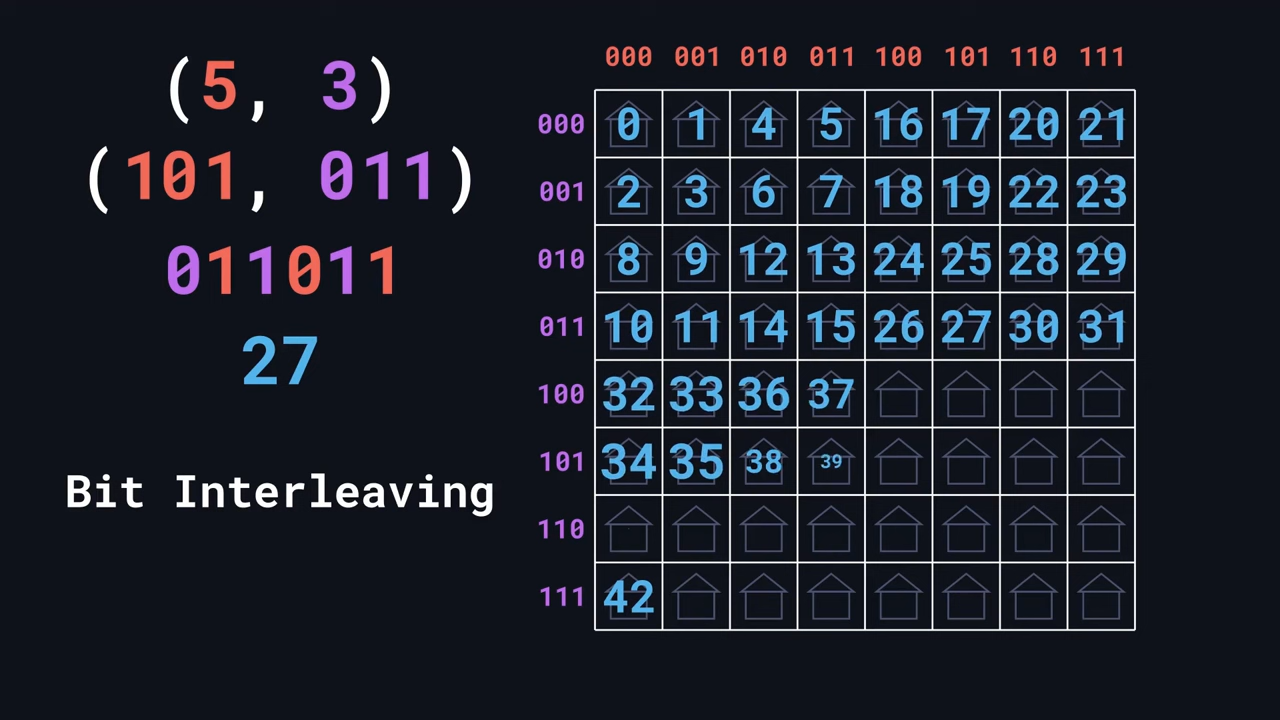 (5, 3)
(101, 011)
011011
27
Bit Interleaving
000 001 010 011 100 101 110 111
000 0 1 4 5 16 17 20 21
001 2 3 6 7 18 19 22 23
010 8 9 12 13 24 25 28 29
011 10 11 14 15 26 27 30 31
100 32 33 36 37
101 34 35 38 39
110
111 42